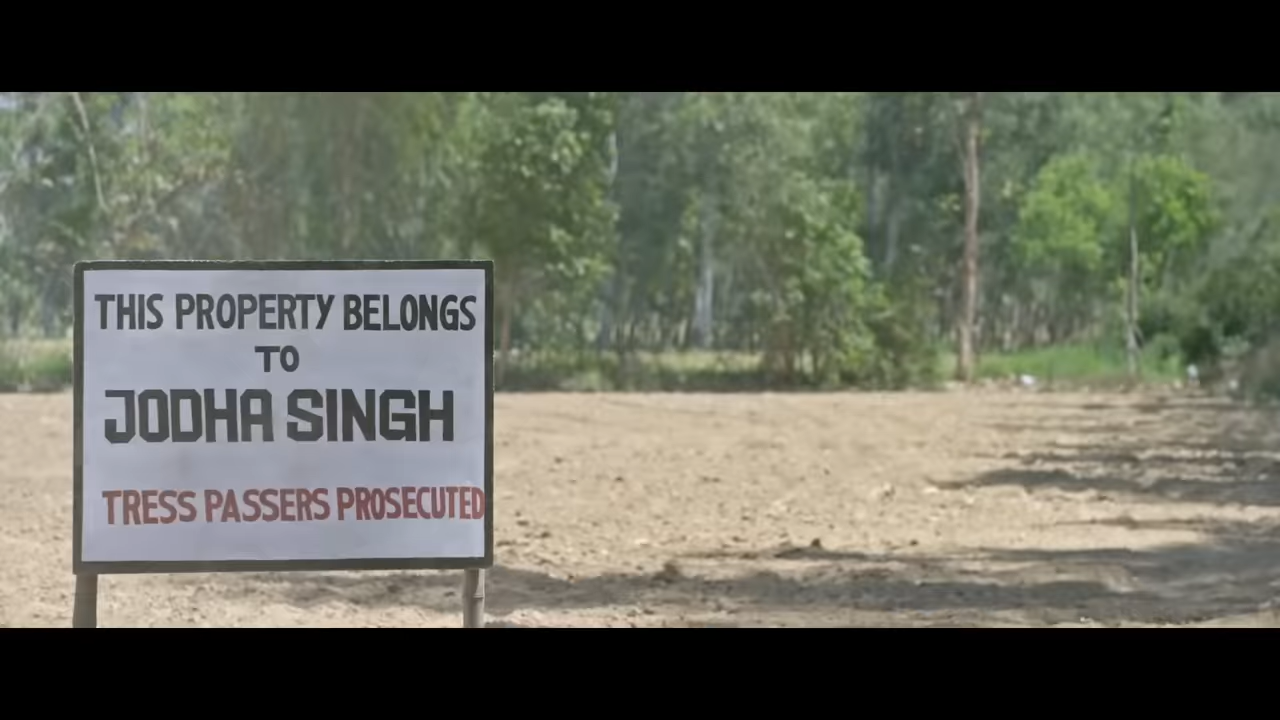 THIS PROPERTY BELONGS
TO
JODHA SINGH
TRESS PASSERS PROSECUTED